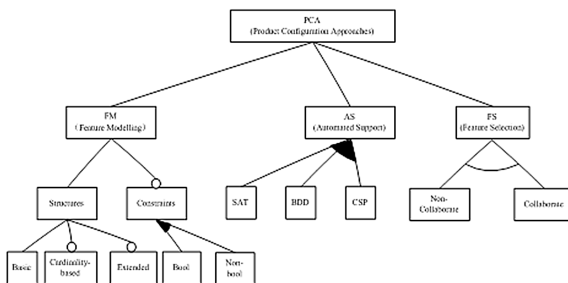 PCA
(Product Configuration Approaches)
FM
(Feature Modelling)
AS
(Automated Support)
FS
(Feature Selection)
Structures
Constraints
SAT
BDD
CSP
Non-
Collaborate
Collaborate
Basic
Cardinality-
based
Extended
Bool
Non-
bool